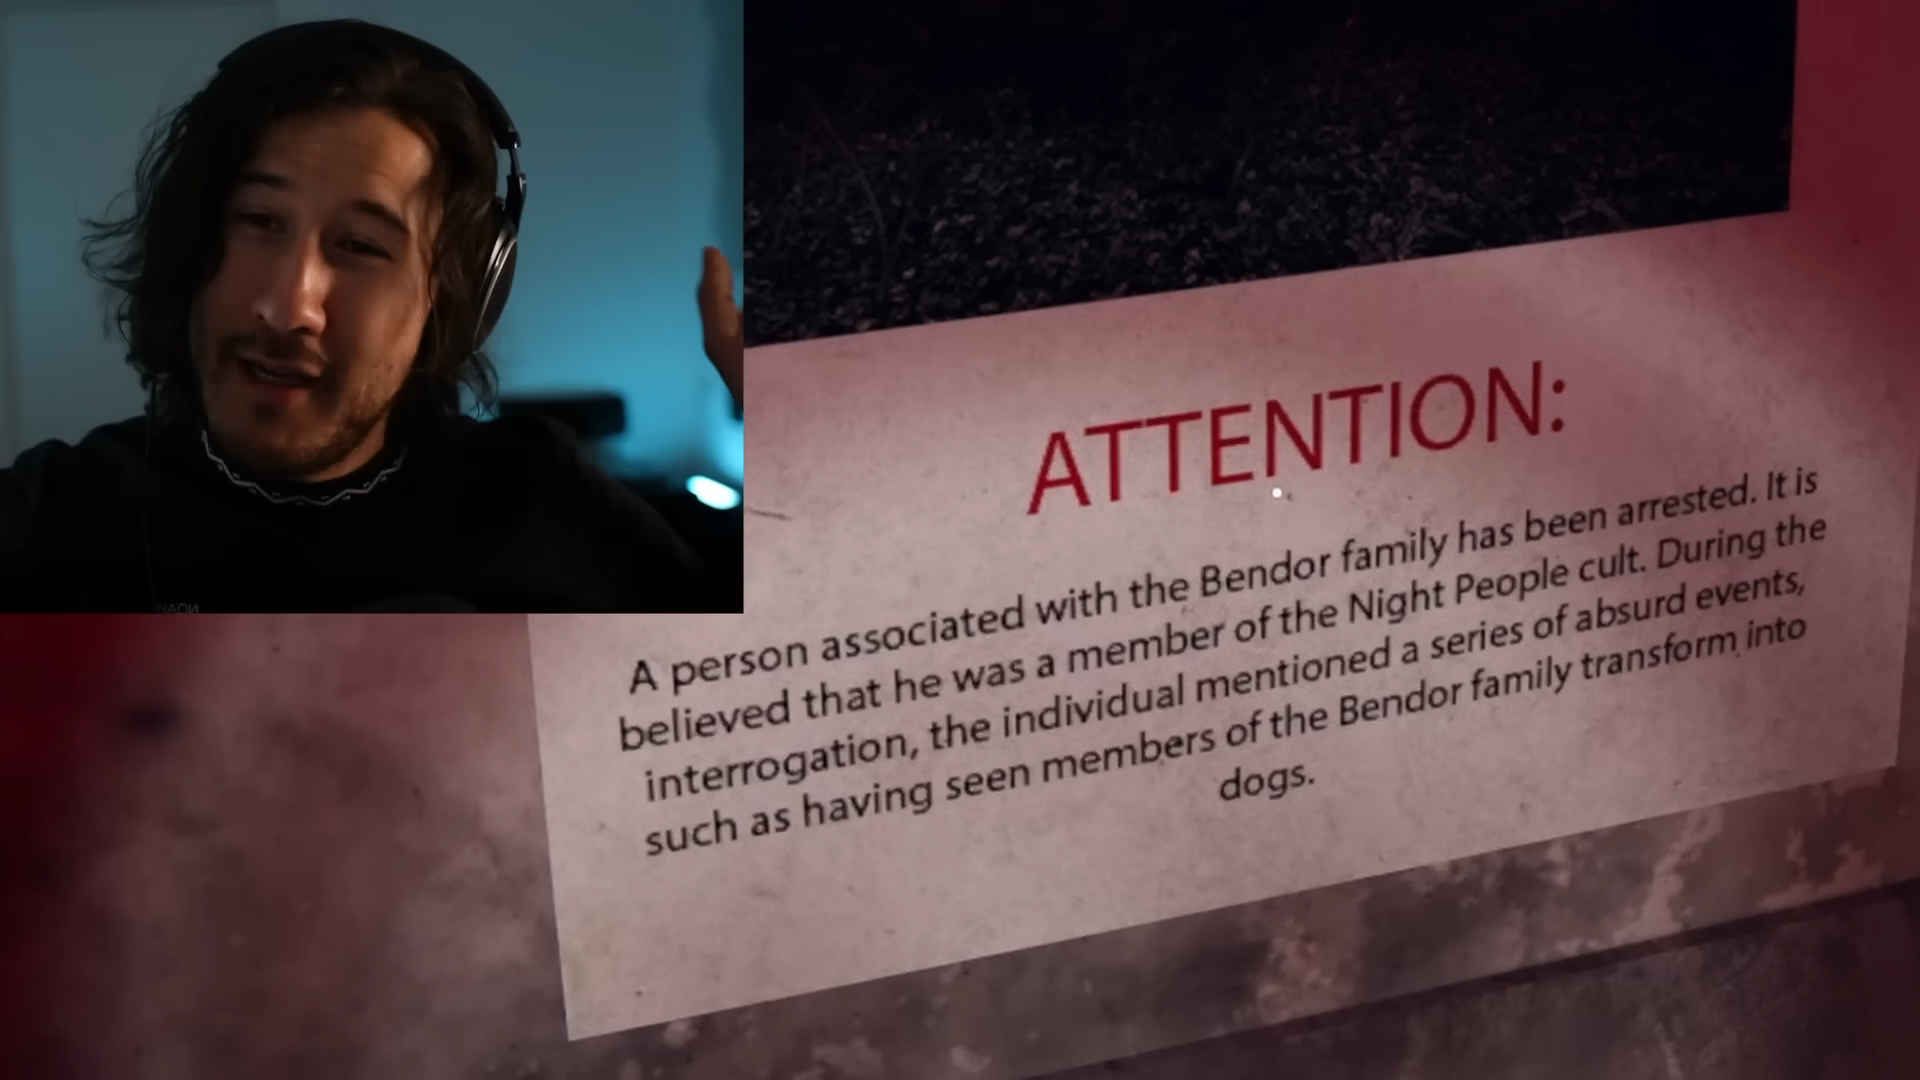 ATTENTION:
A person associated with the Bendor family has been arrested. It is
believed that he was a member of the Night People cult. During the
interrogation, the individual mentioned a series of absurd events,
such as having seen members of the Bendor family transform into
dogs.